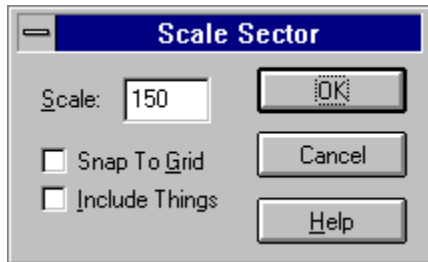 Scale Sector
Scale: 150
OK
Snap To Grid
Cancel
Include Things
Help